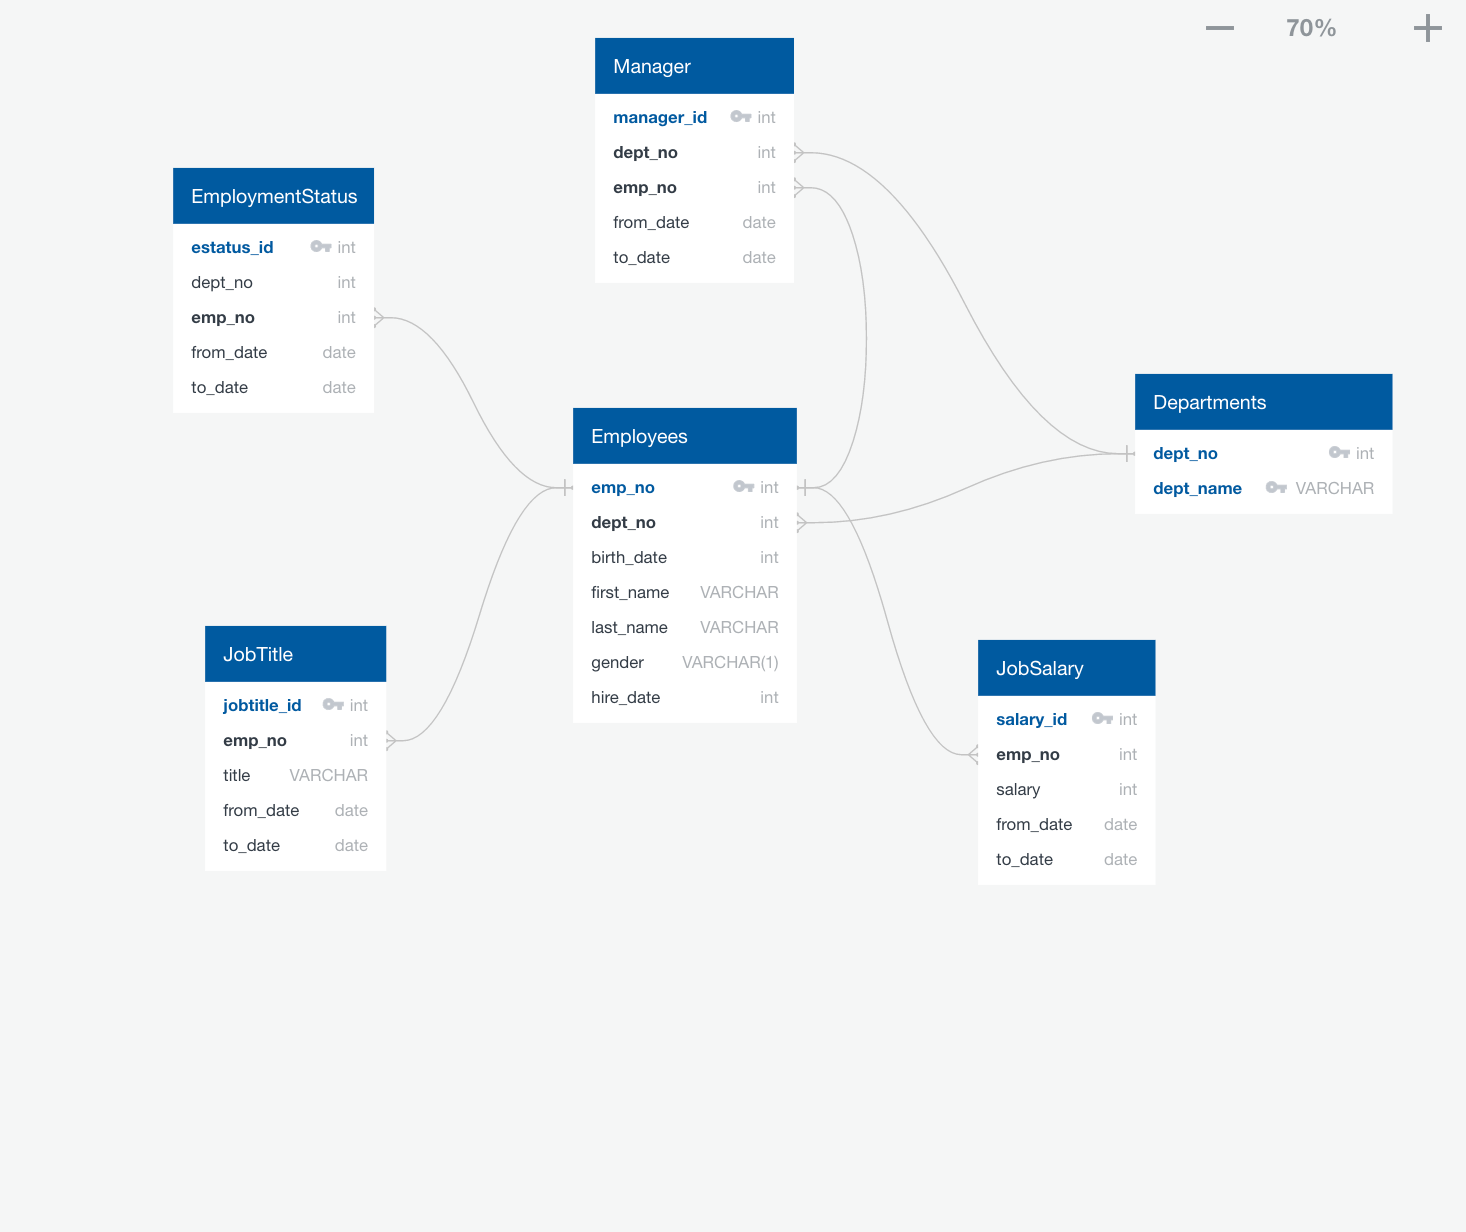 70%
Manager
manager_id int
dept_no int
emp_no int
from_date date
to_date date
EmploymentStatus
estatus_id int
dept_no int
emp_no int
from_date date
to_date date
Departments
dept_no int
dept_name VARCHAR
Employees
emp_no int
dept_no int
birth_date int
first_name VARCHAR
last_name VARCHAR
gender VARCHAR(1)
hire_date int
JobTitle
jobtitle_id int
emp_no int
title VARCHAR
from_date date
to_date date
JobSalary
salary_id int
emp_no int
salary int
from_date date
to_date date